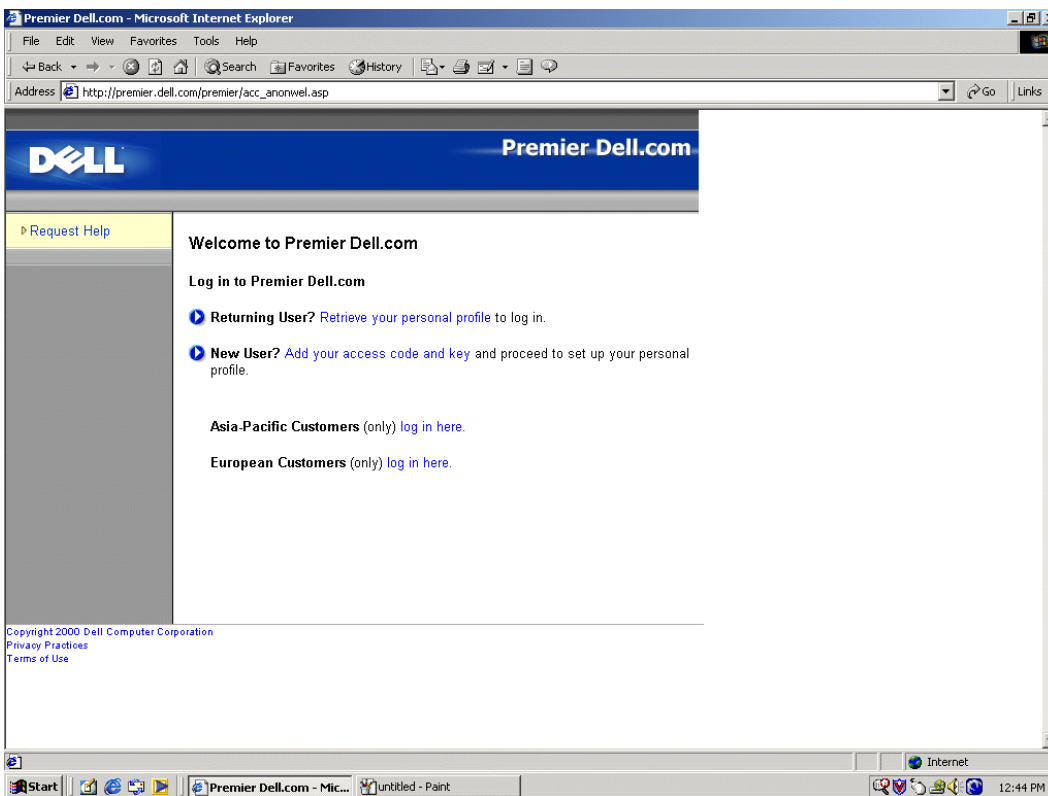 Premier Dell.com - Microsoft Internet Explorer
File Edit View Favorites Tools Help
Back Search Favorites History
Address http://premier.dell.com/premier/acc_anonwel.asp Go Links
DELL
Premier Dell.com
Request Help
Welcome to Premier Dell.com
Log in to Premier Dell.com
Returning User? Retrieve your personal profile to log in.
New User? Add your access code and key and proceed to set up your personal
profile.
Asia-Pacific Customers (only) log in here.
European Customers (only) log in here.
Copyright 2000 Dell Computer Corporation
Privacy Practices
Terms of Use
Internet
Start Premier Dell.com - Mic... untitled - Paint 12:44 PM